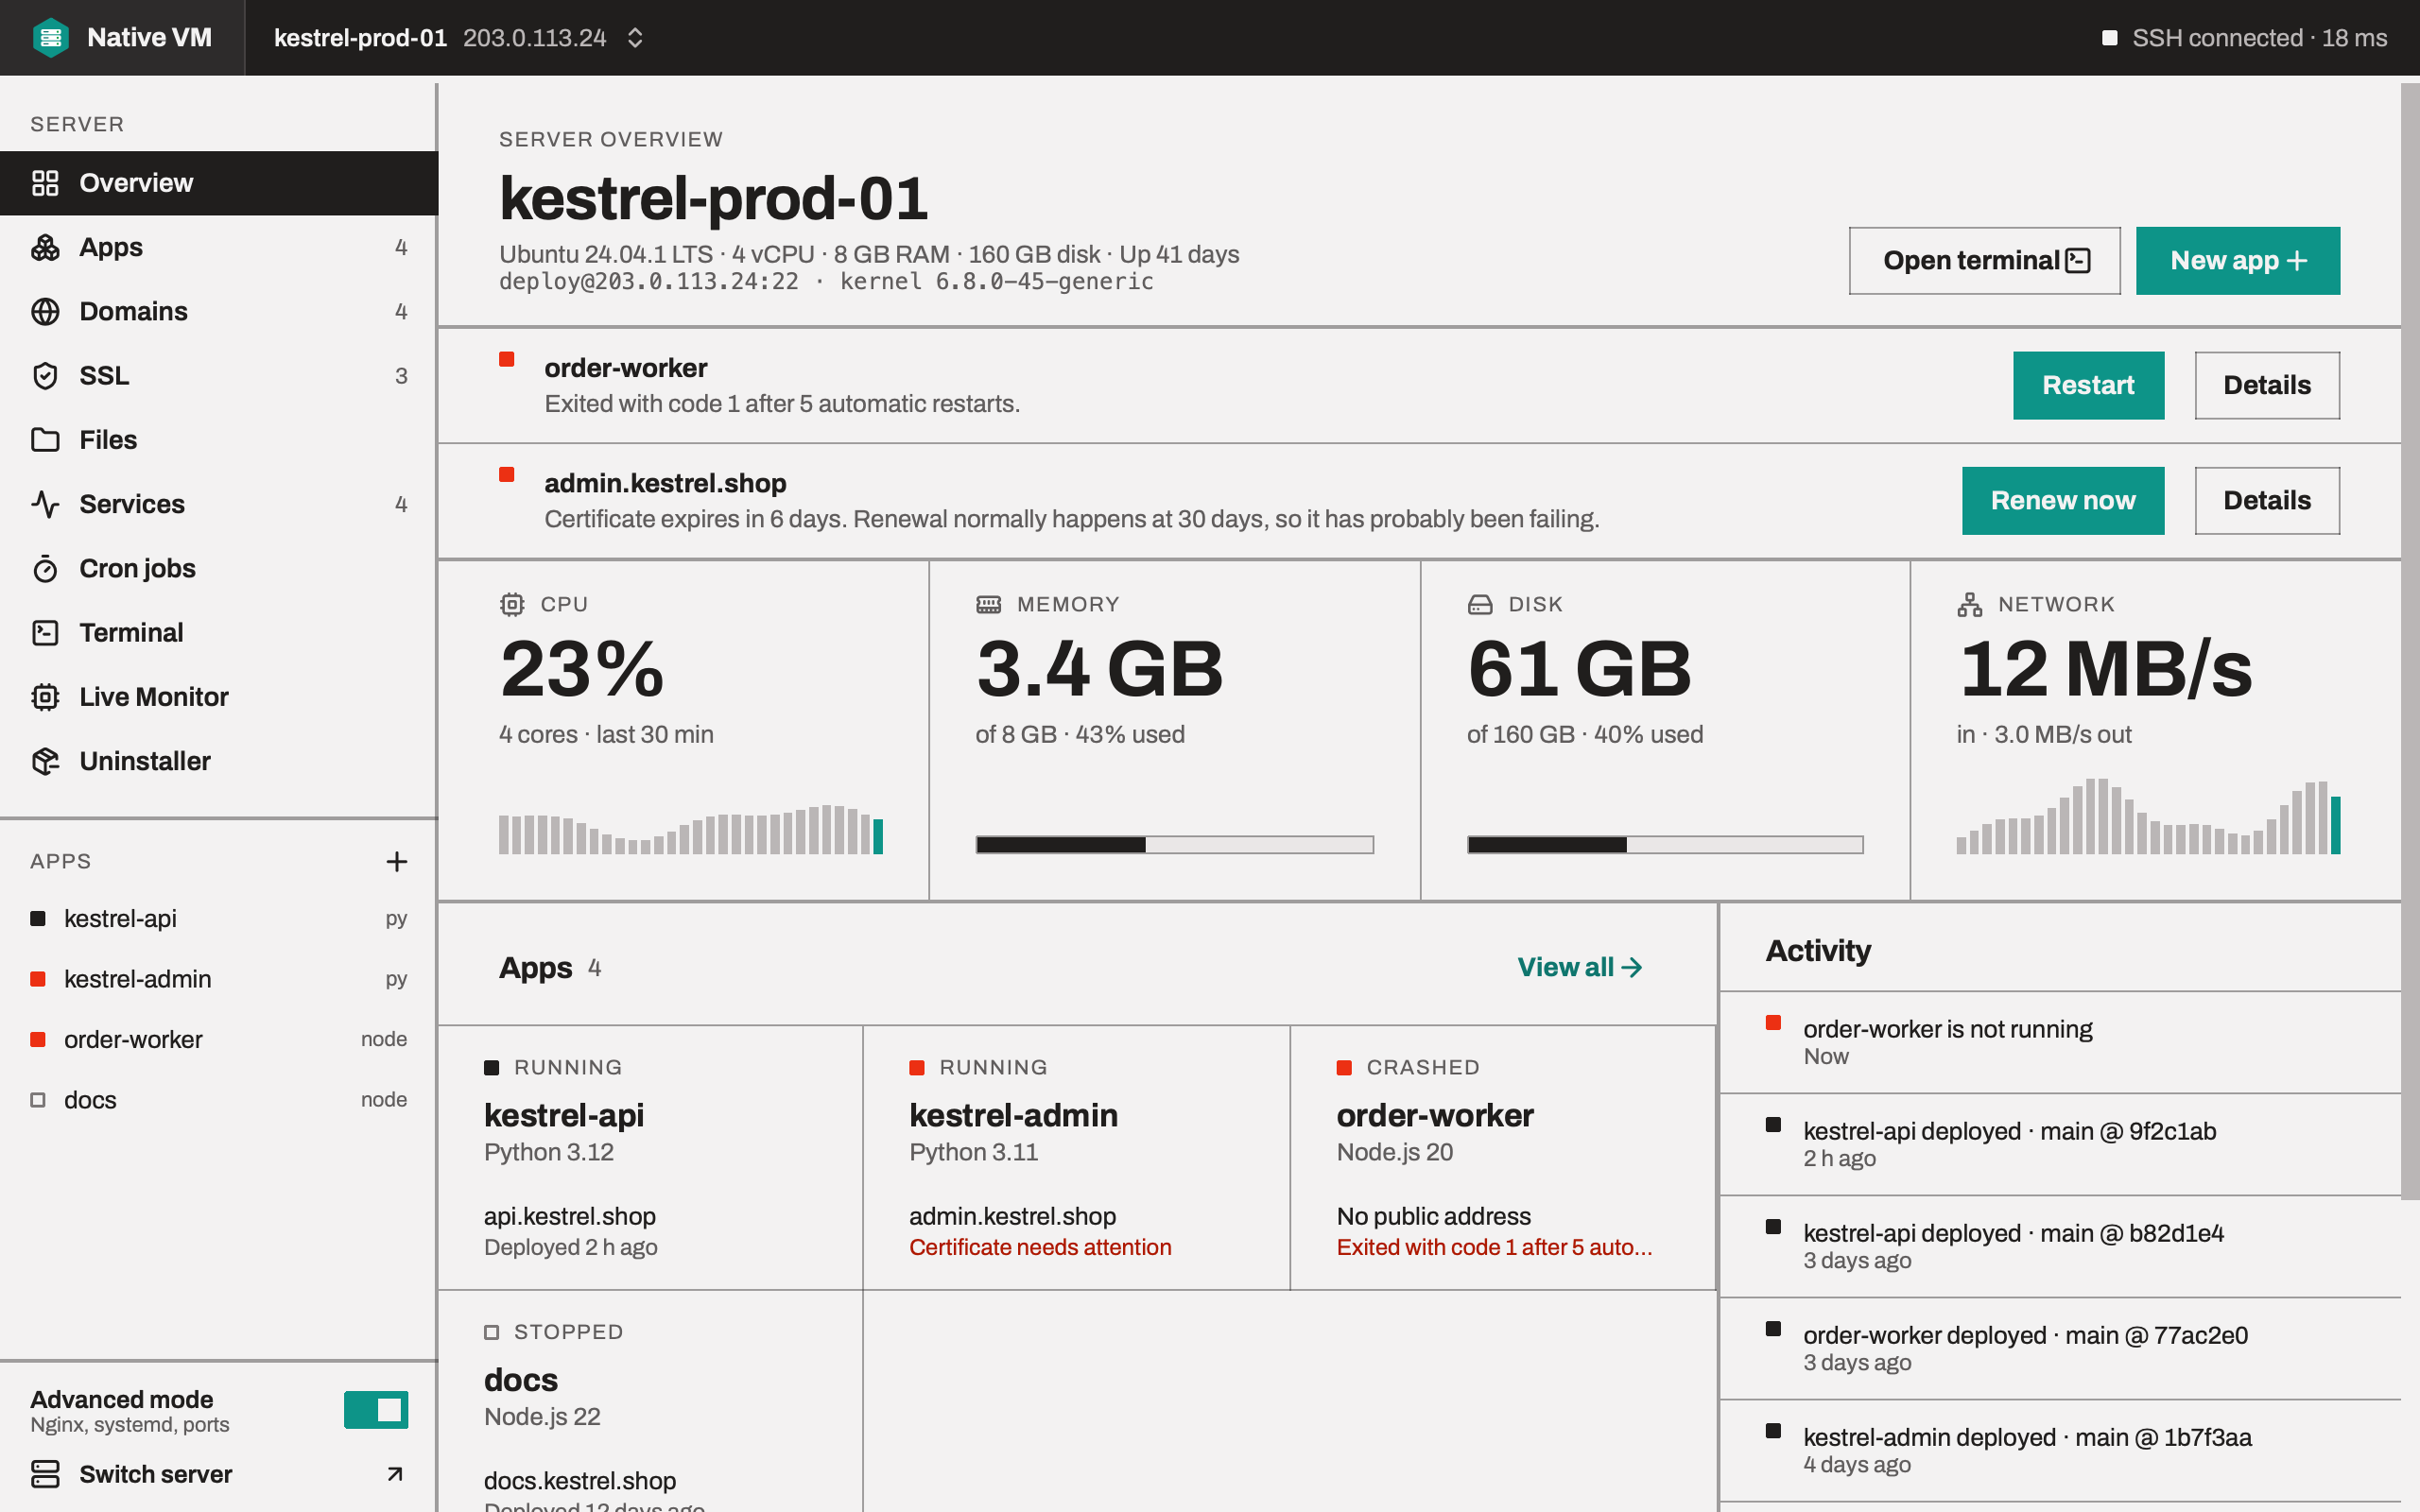 Native VM
kestrel-prod-01 203.0.113.24
SSH connected · 18 ms
SERVER
Overview
Apps 4
Domains 4
SSL 3
Files
Services 4
Cron jobs
Terminal
Live Monitor
Uninstaller
APPS
kestrel-api py
kestrel-admin py
order-worker node
docs node
Advanced mode
Nginx, systemd, ports
Switch server
SERVER OVERVIEW
kestrel-prod-01
Ubuntu 24.04.1 LTS · 4 vCPU · 8 GB RAM · 160 GB disk · Up 41 days
deploy@203.0.113.24:22 · kernel 6.8.0-45-generic
Open terminal
New app
order-worker
Exited with code 1 after 5 automatic restarts.
Restart
Details
admin.kestrel.shop
Certificate expires in 6 days. Renewal normally happens at 30 days, so it has probably been failing.
Renew now
Details
CPU
23%
4 cores · last 30 min
MEMORY
3.4 GB
of 8 GB · 43% used
DISK
61 GB
of 160 GB · 40% used
NETWORK
12 MB/s
in · 3.0 MB/s out
Apps 4
View all
RUNNING
kestrel-api
Python 3.12
api.kestrel.shop
Deployed 2 h ago
RUNNING
kestrel-admin
Python 3.11
admin.kestrel.shop
Certificate needs attention
CRASHED
order-worker
Node.js 20
No public address
Exited with code 1 after 5 auto...
STOPPED
docs
Node.js 22
docs.kestrel.shop
Deployed 12 days ago
Activity
order-worker is not running
Now
kestrel-api deployed · main @ 9f2c1ab
2 h ago
kestrel-api deployed · main @ b82d1e4
3 days ago
order-worker deployed · main @ 77ac2e0
3 days ago
kestrel-admin deployed · main @ 1b7f3aa
4 days ago